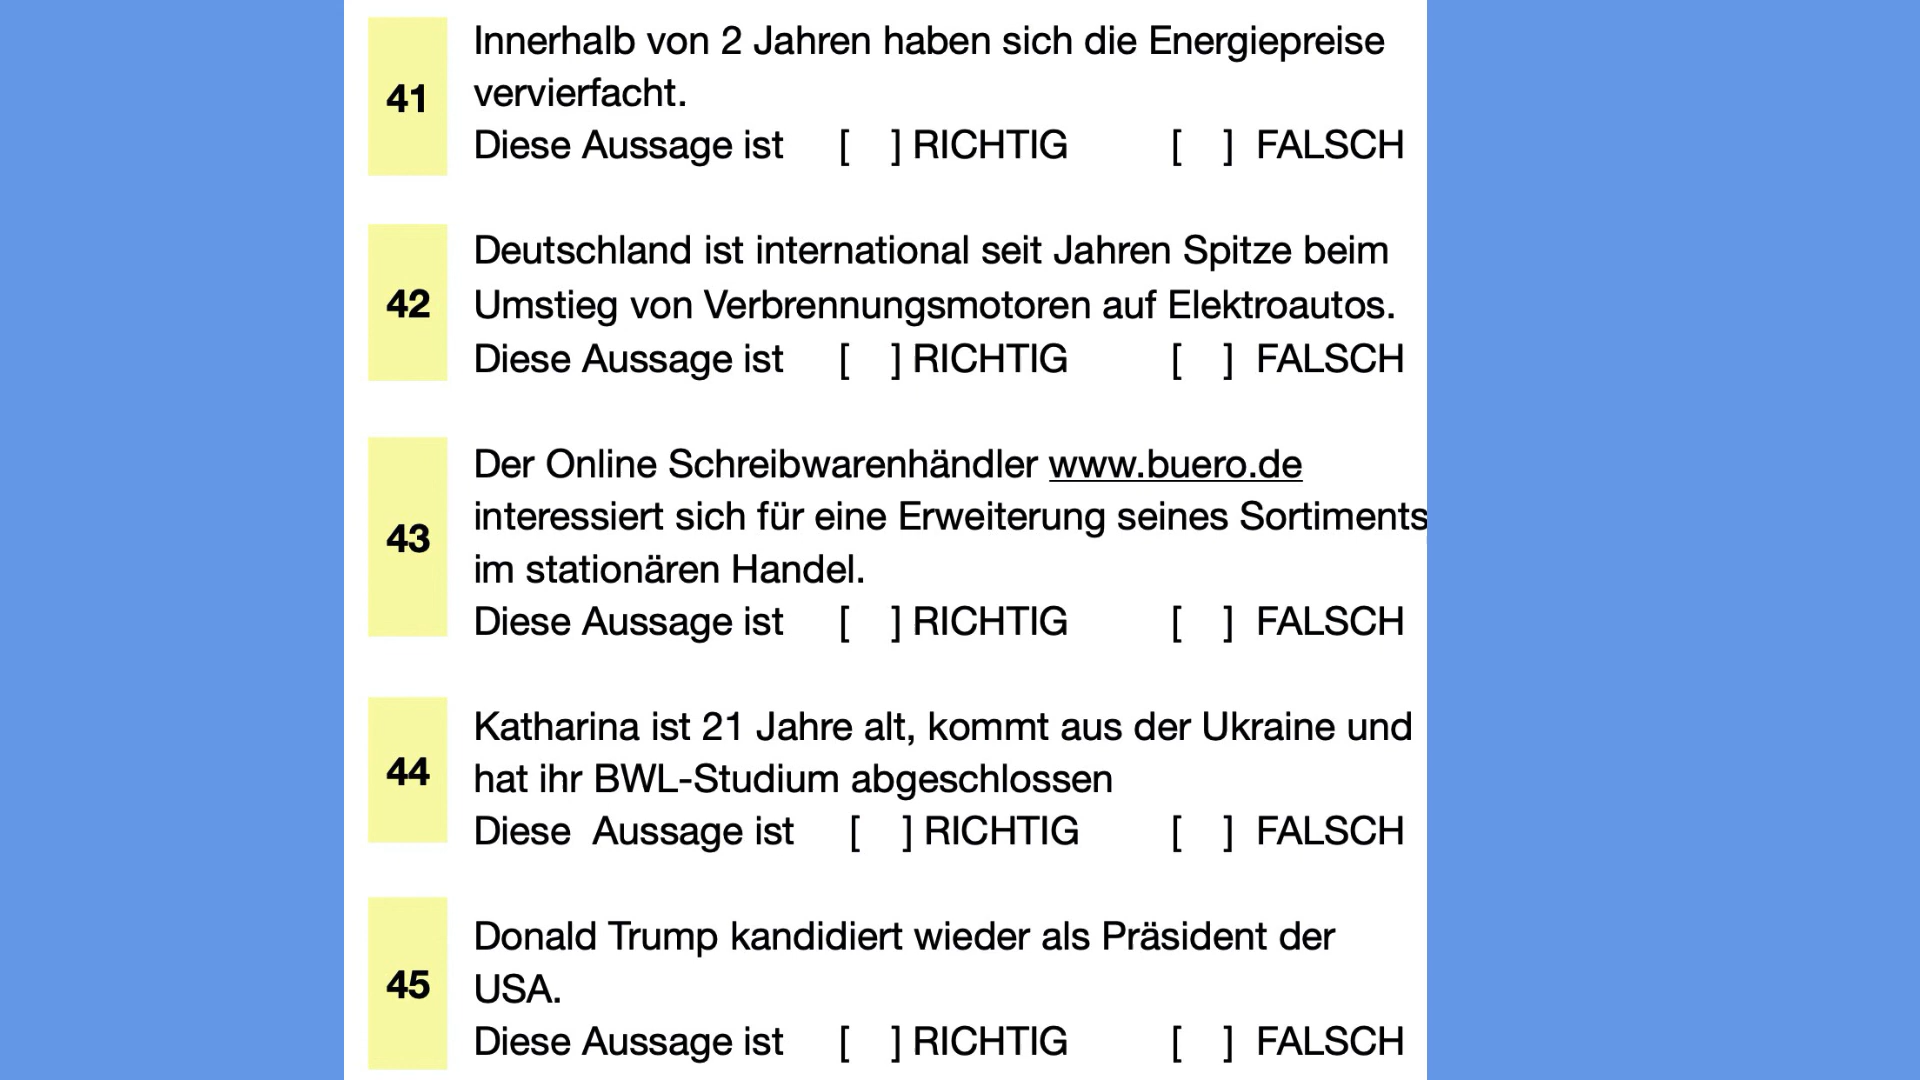 41
Innerhalb von 2 Jahren haben sich die Energiepreise
vervierfacht.
Diese Aussage ist [ ] RICHTIG [ ] FALSCH
42
Deutschland ist international seit Jahren Spitze beim
Umstieg von Verbrennungsmotoren auf Elektroautos.
Diese Aussage ist [ ] RICHTIG [ ] FALSCH
43
Der Online Schreibwarenhändler www.buero.de
interessiert sich für eine Erweiterung seines Sortiments
im stationären Handel.
Diese Aussage ist [ ] RICHTIG [ ] FALSCH
44
Katharina ist 21 Jahre alt, kommt aus der Ukraine und
hat ihr BWL-Studium abgeschlossen
Diese Aussage ist [ ] RICHTIG [ ] FALSCH
45
Donald Trump kandidiert wieder als Präsident der
USA.
Diese Aussage ist [ ] RICHTIG [ ] FALSCH